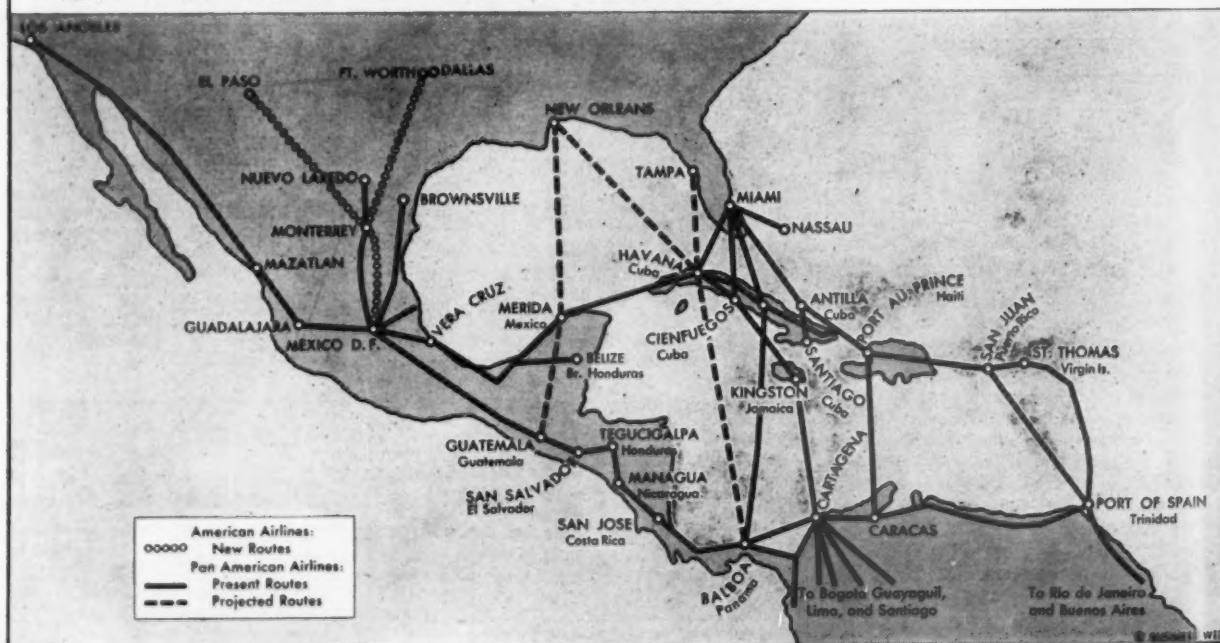 LOS ANGELES
EL PASO
FT. WORTH
DALLAS
NEW ORLEANS
NUEVO LAREDO
BROWNSVILLE
TAMPA
MIAMI
NASSAU
MONTERREY
MAZATLAN
HAVANA
Cuba
GUADALAJARA
MEXICO D. F.
VERA CRUZ
MERIDA
Mexico
CIENFUEGOS
Cuba
ANTILLA
Cuba
PORT AU PRINCE
Haiti
SAN JUAN
Puerto Rico
ST. THOMAS
Virgin Is.
BELIZE
Br. Honduras
SANTIAGO
Cuba
KINGSTON
Jamaica
GUATEMALA
Guatemala
TEGUCIGALPA
Honduras
SAN SALVADOR
El Salvador
MANAGUA
Nicaragua
SAN JOSE
Costa Rica
CARTAGENA
CARACAS
PORT OF SPAIN
Trinidad
BALBOA
Panama
To Bogota Guayaquil,
Lima, and Santiago
To Rio de Janeiro
and Buenos Aires
American Airlines:
New Routes
Pan American Airlines:
Present Routes
Projected Routes